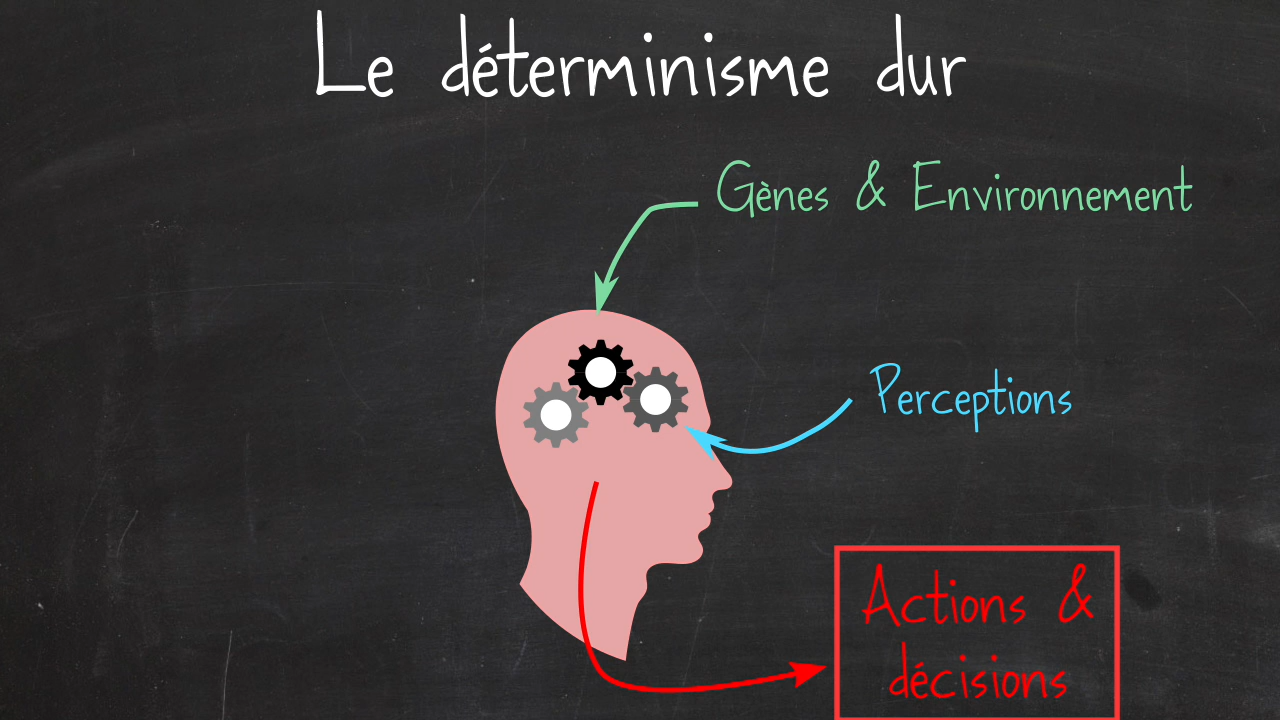 Le déterminisme dur
Gènes & Environnement
Perceptions
Actions &
décisions